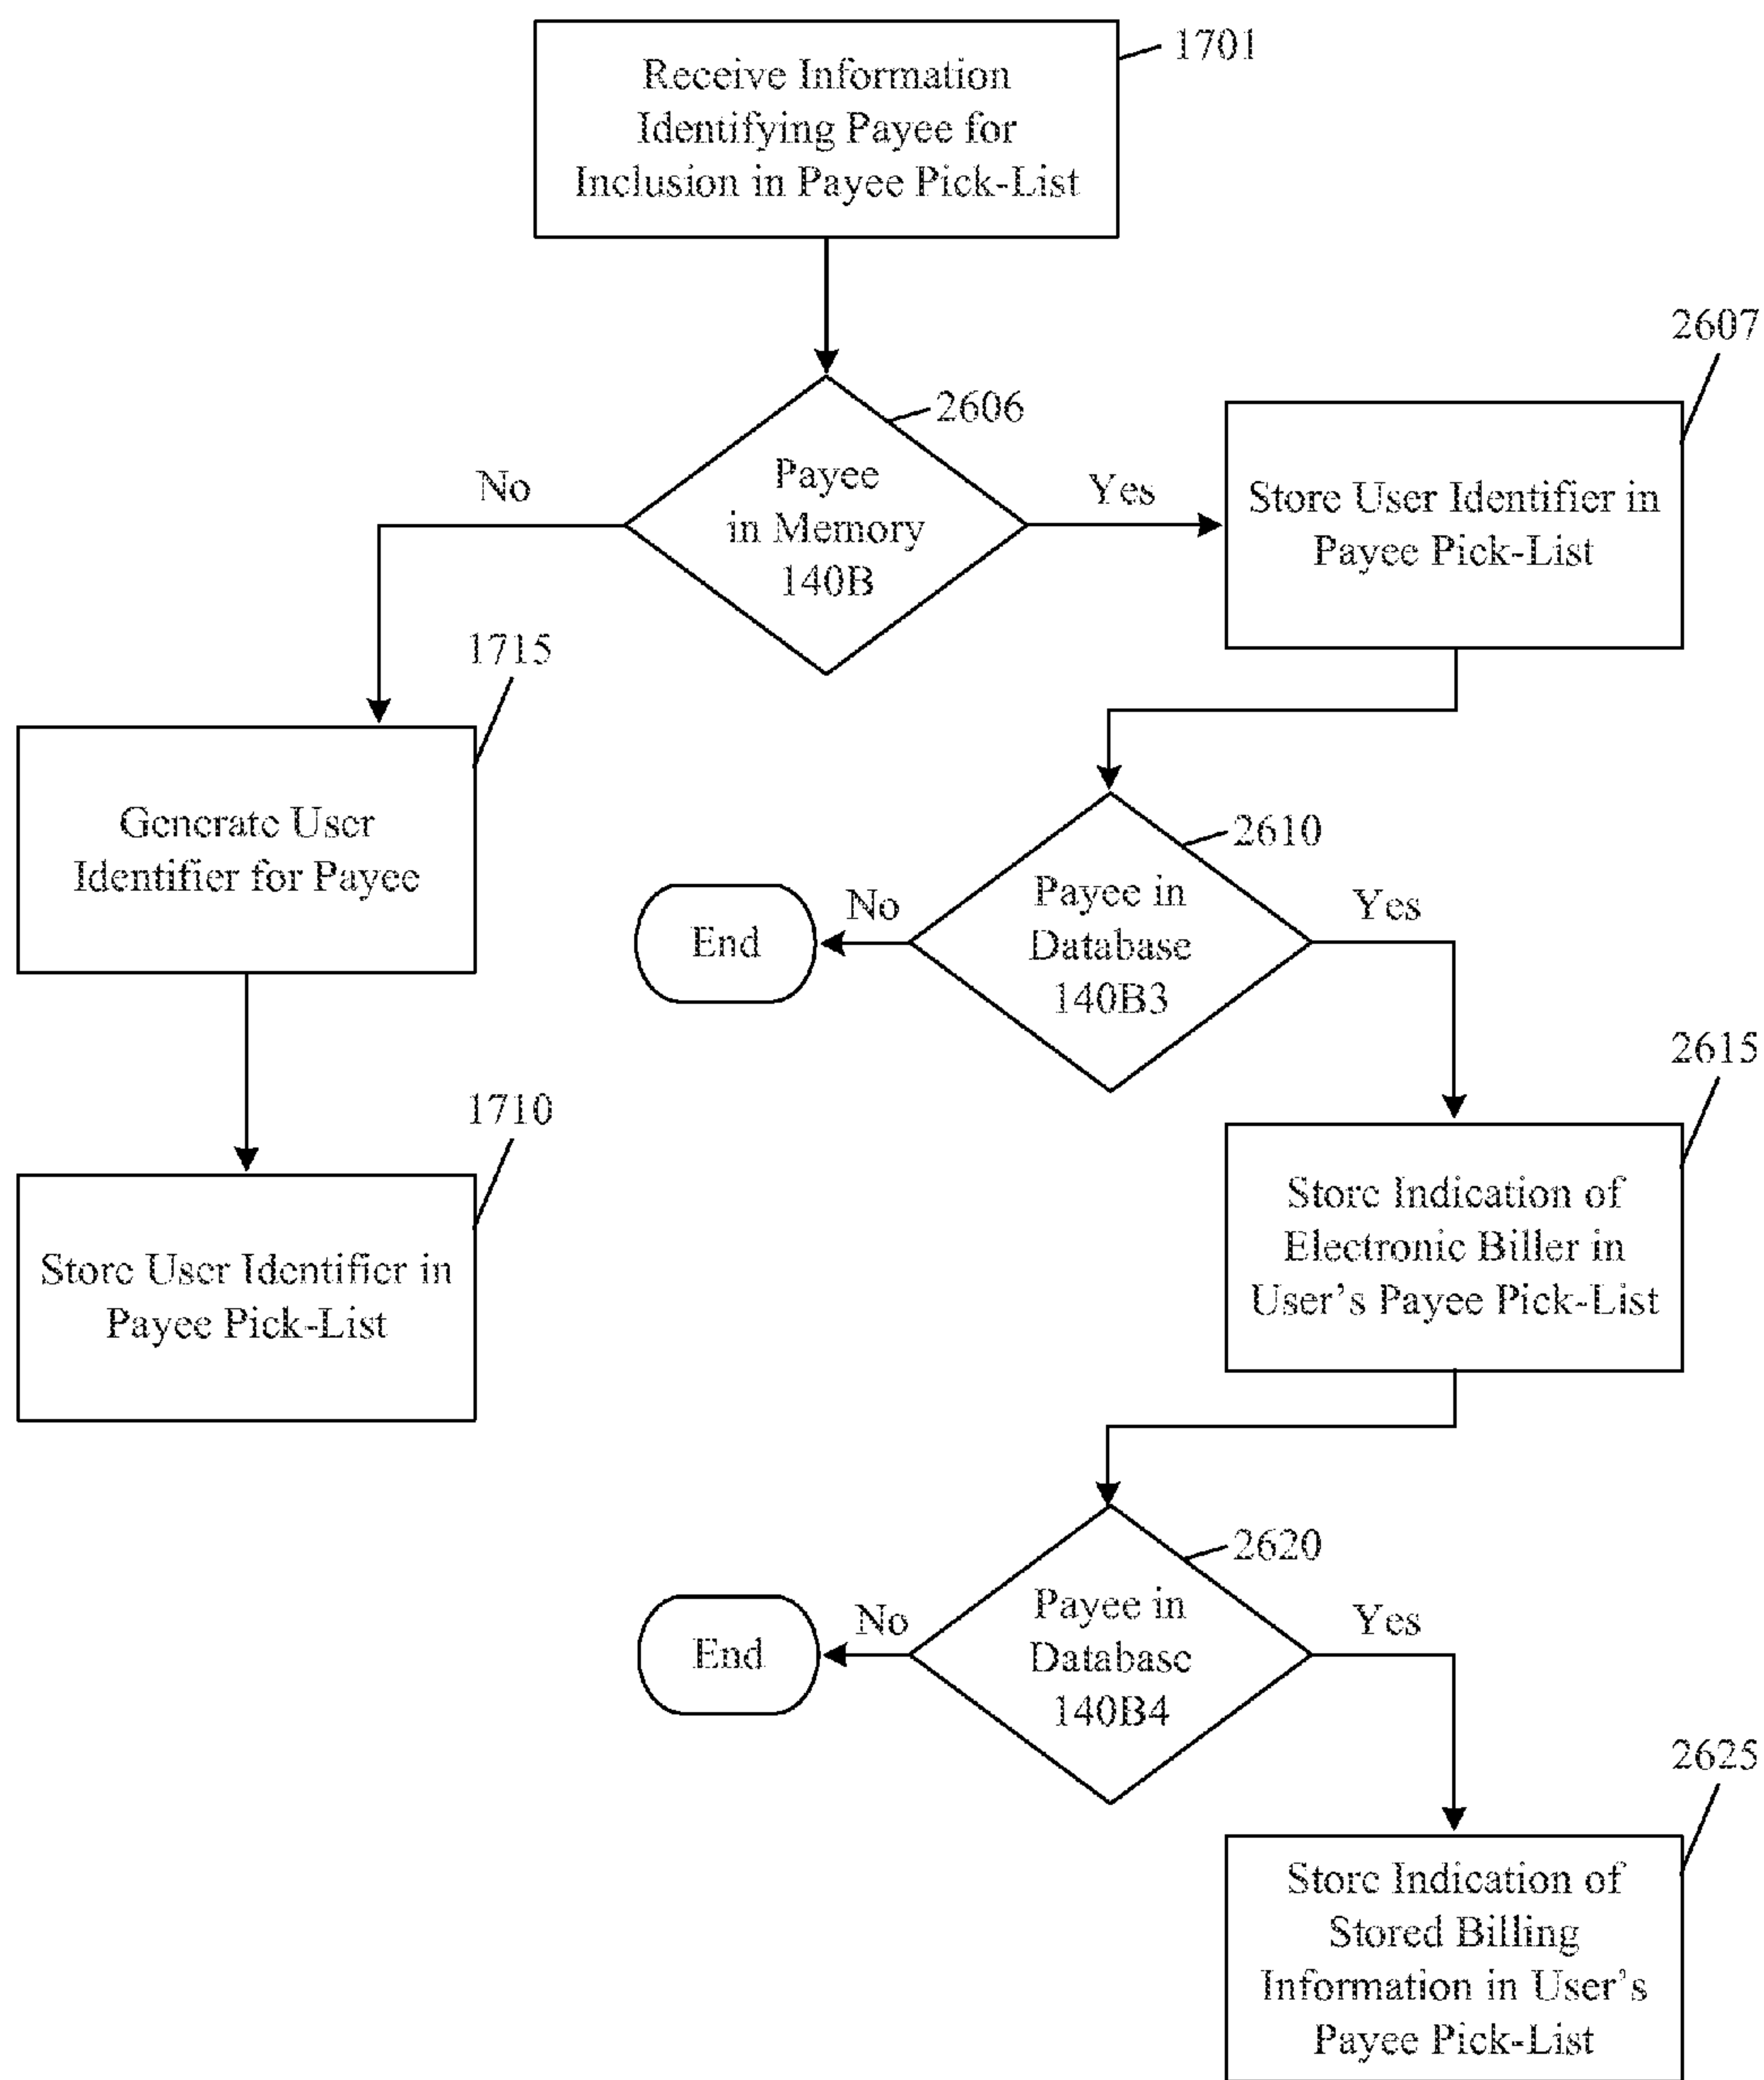 1701
Receive Information
Identifying Payee for
Inclusion in Payee Pick-List
2607
2606
No
Payee
in Memory
140B
Yes
Store User Identifier in
Payee Pick-List
1715
Generate User
Identifier for Payee
2610
End
No
Payee in
Database
140B3
Yes
2615
1710
Store Indication of
Electronic Biller in
User's Payee Pick-List
Store User Identifier in
Payee Pick-List
2620
End
No
Payee in
Database
140B4
Yes
2625
Store Indication of
Stored Billing
Information in User's
Payee Pick-List